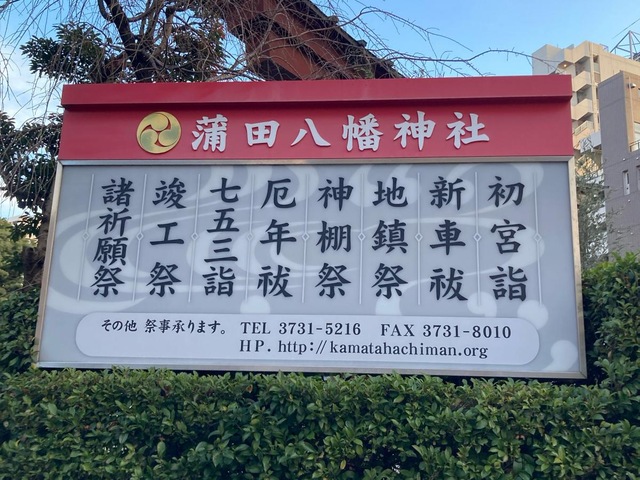 蒲田八幡神社
初宮詣
新車祓
地鎮祭
神棚祭
厄年祓
七五三詣
竣工祭
諸祈願祭
その他 祭事承ります。 TEL 3731-5216 FAX 3731-8010
HP. http://kamatahachiman.org